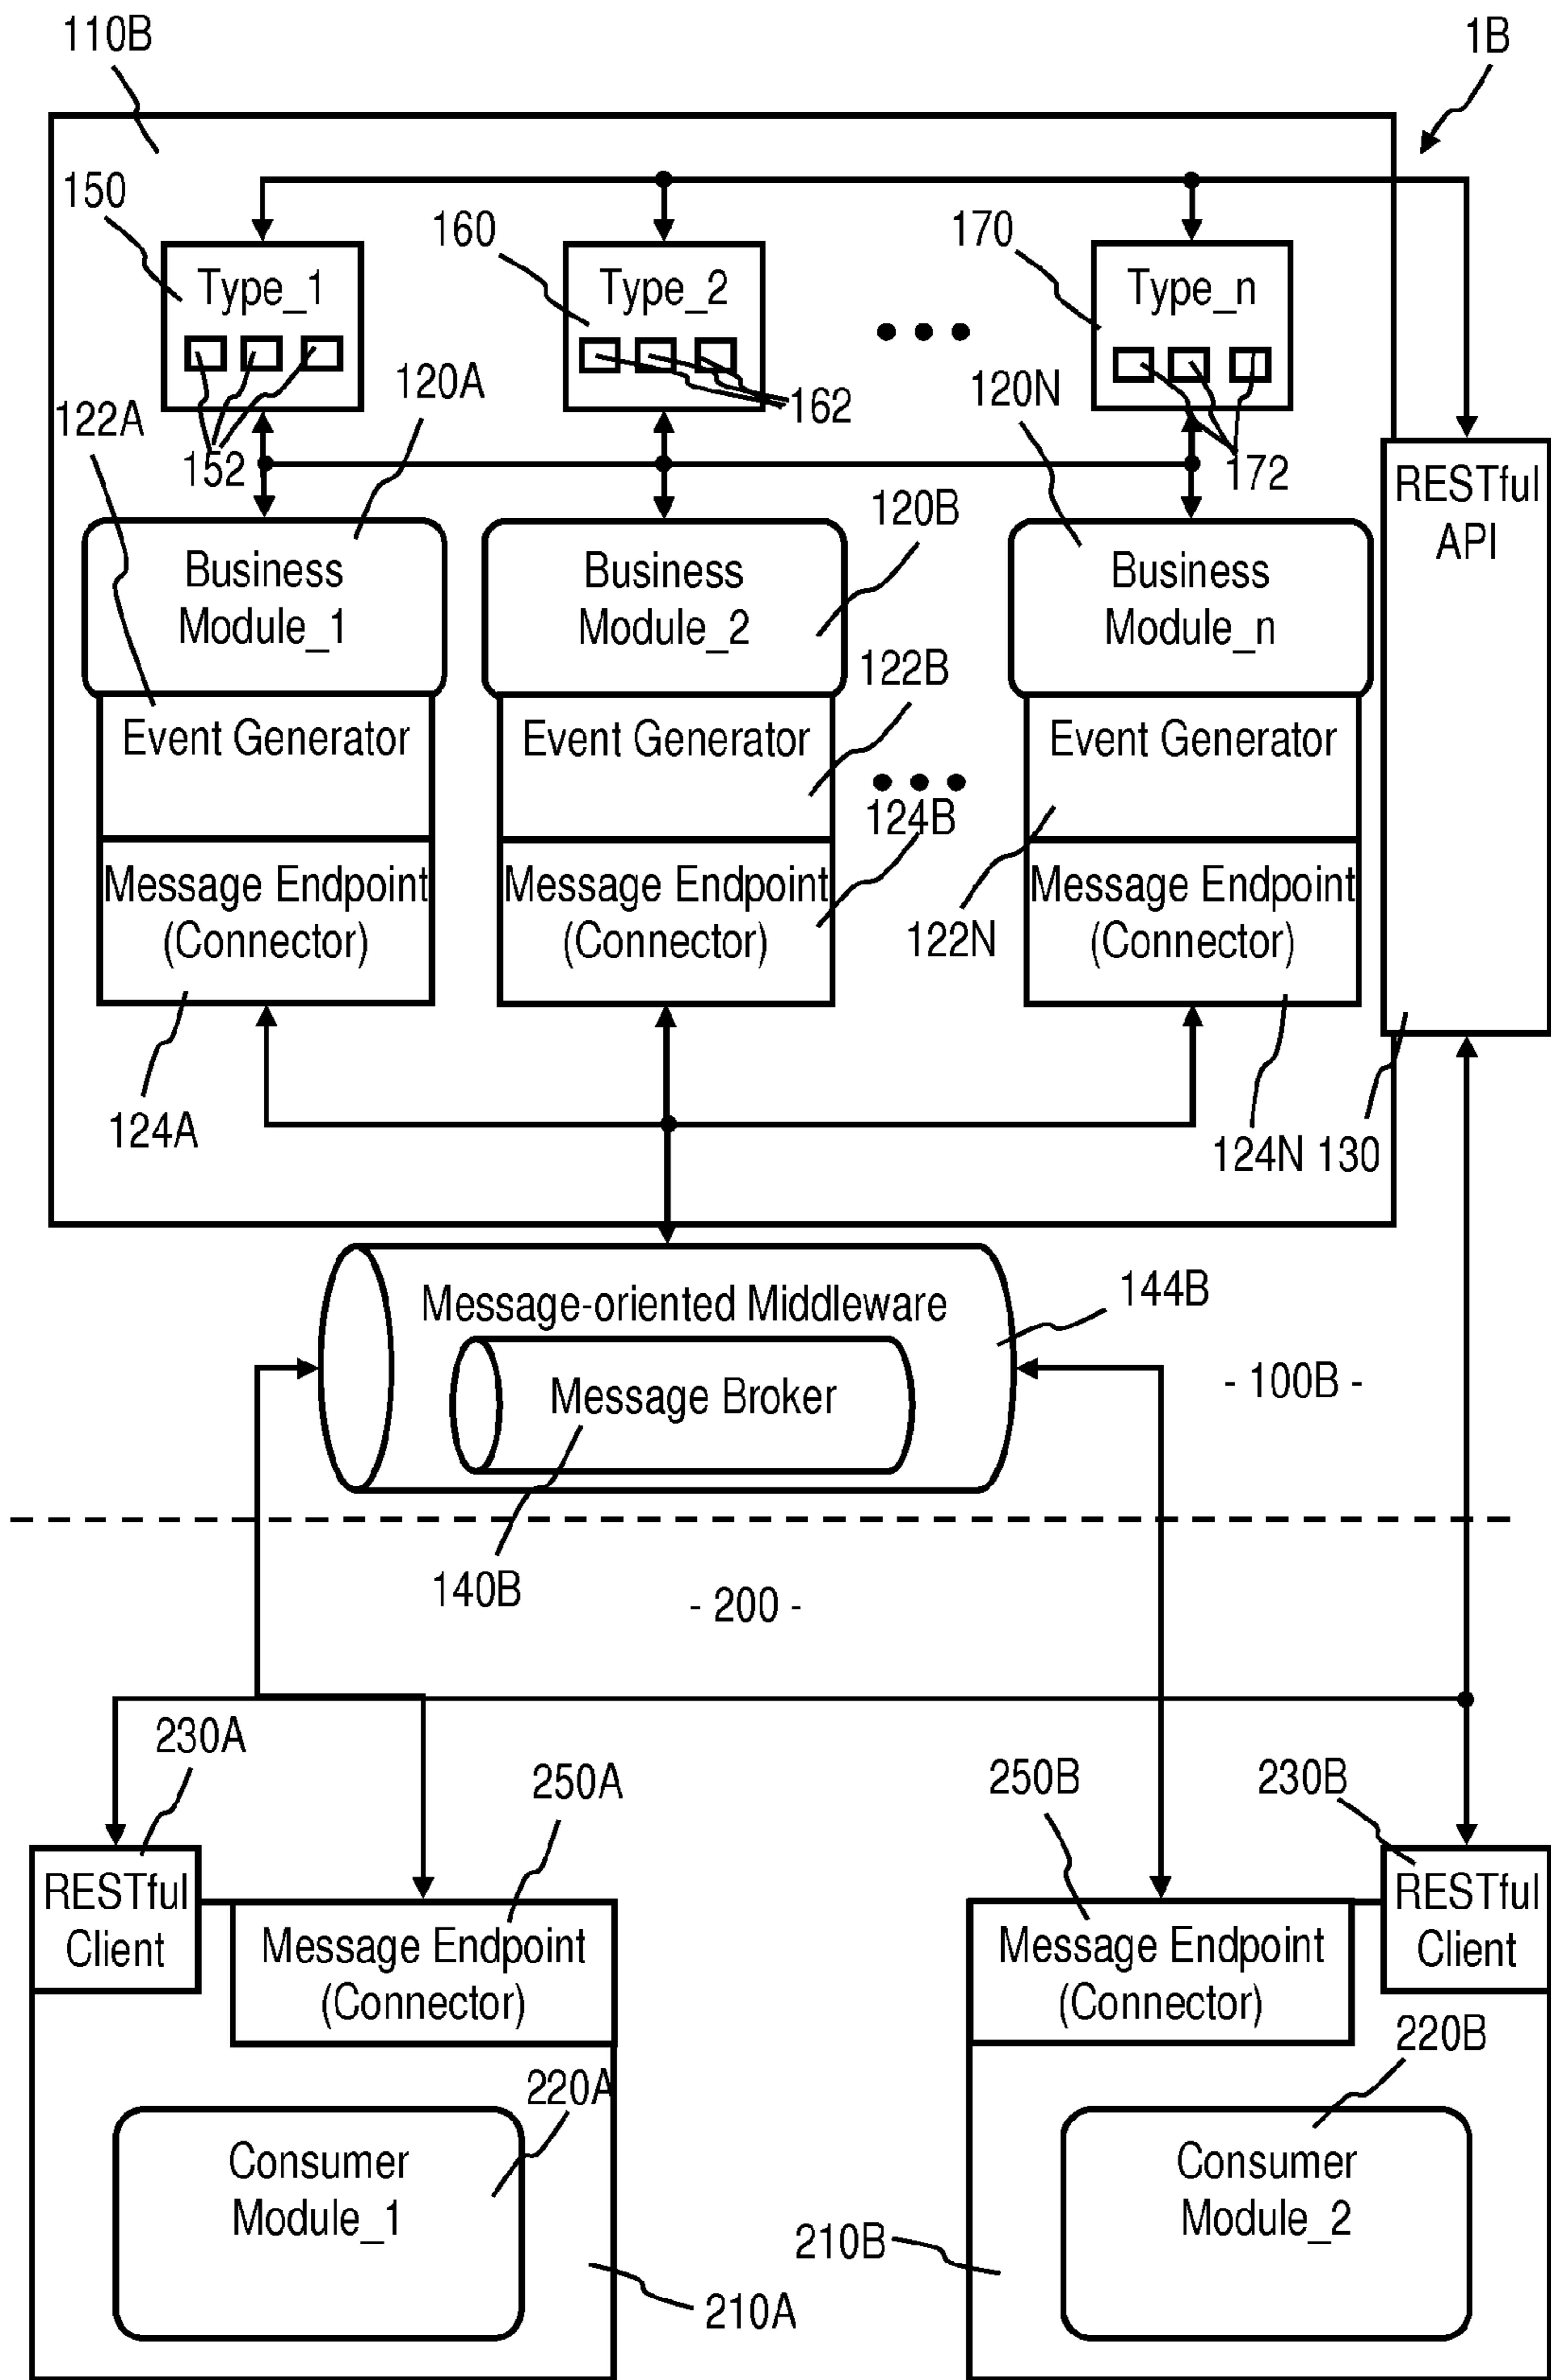 110B
1B
150
160
170
Type_1
Type_2
Type_n
122A
152
120A
162
120N
172
RESTful
API
120B
Business
Module_1
Business
Module_2
Business
Module_n
122B
Event Generator
Event Generator
Event Generator
124B
Message Endpoint
(Connector)
Message Endpoint
(Connector)
122N
Message Endpoint
(Connector)
124A
124N
130
Message-oriented Middleware
144B
Message Broker
- 100B -
140B
- 200 -
230A
250A
250B
230B
RESTful
Client
Message Endpoint
(Connector)
Message Endpoint
(Connector)
RESTful
Client
220A
220B
Consumer
Module_1
Consumer
Module_2
210B
210A